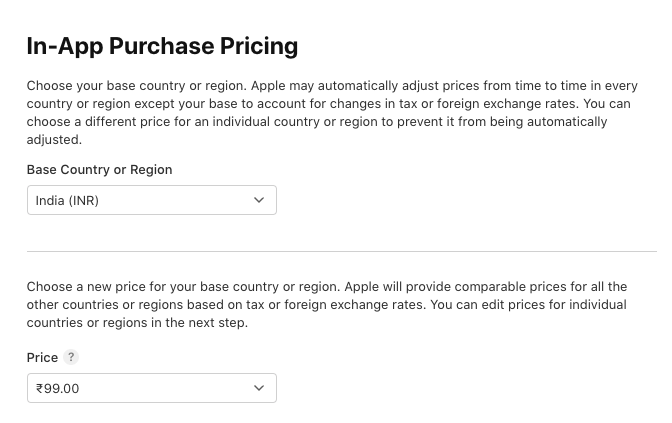 In-App Purchase Pricing
Choose your base country or region. Apple may automatically adjust prices from time to time in every
country or region except your base to account for changes in tax or foreign exchange rates. You can
choose a different price for an individual country or region to prevent it from being automatically
adjusted.
Base Country or Region
India (INR)
Choose a new price for your base country or region. Apple will provide comparable prices for all the
other countries or regions based on tax or foreign exchange rates. You can edit prices for individual
countries or regions in the next step.
Price ?
₹99.00